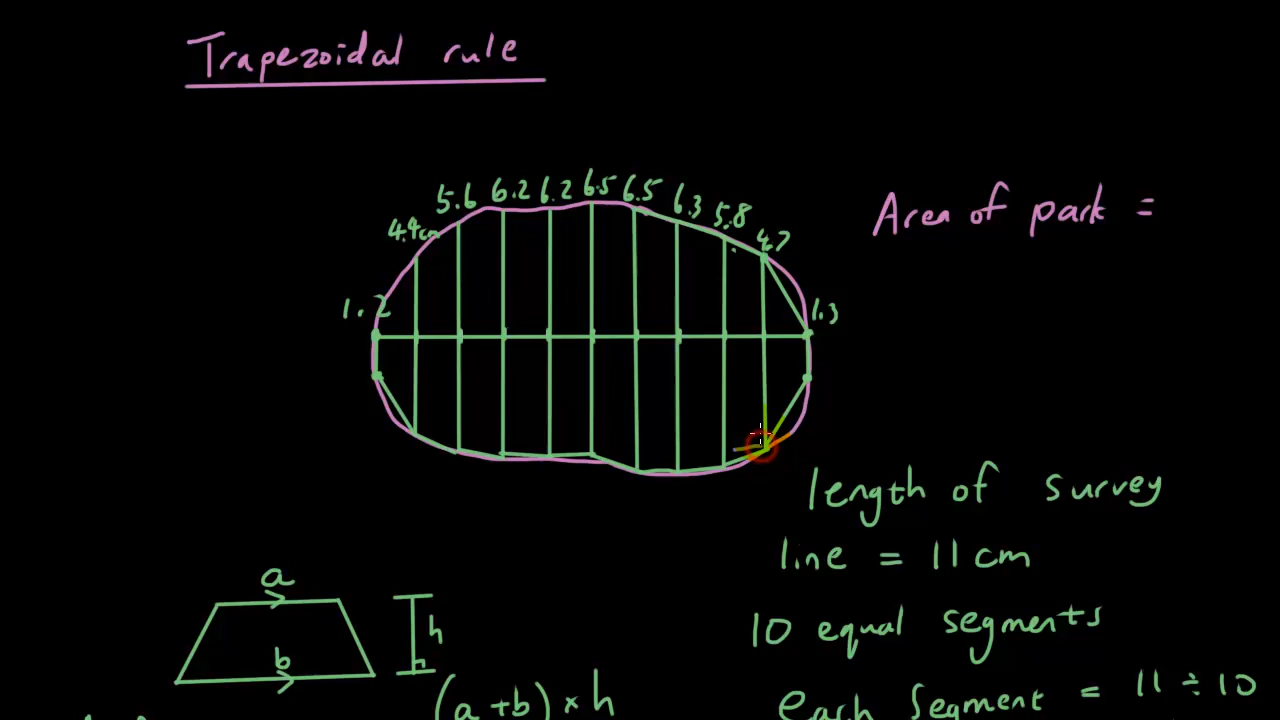 Trapezoidal rule
1.2 4.4cm 5.6 6.2 6.2 6.5 6.5 6.3 5.8 4.7 1.3
Area of park =
length of survey
line = 11 cm
10 equal segments
each segment = 11 ÷ 10
a
h
b
(a + b) × h